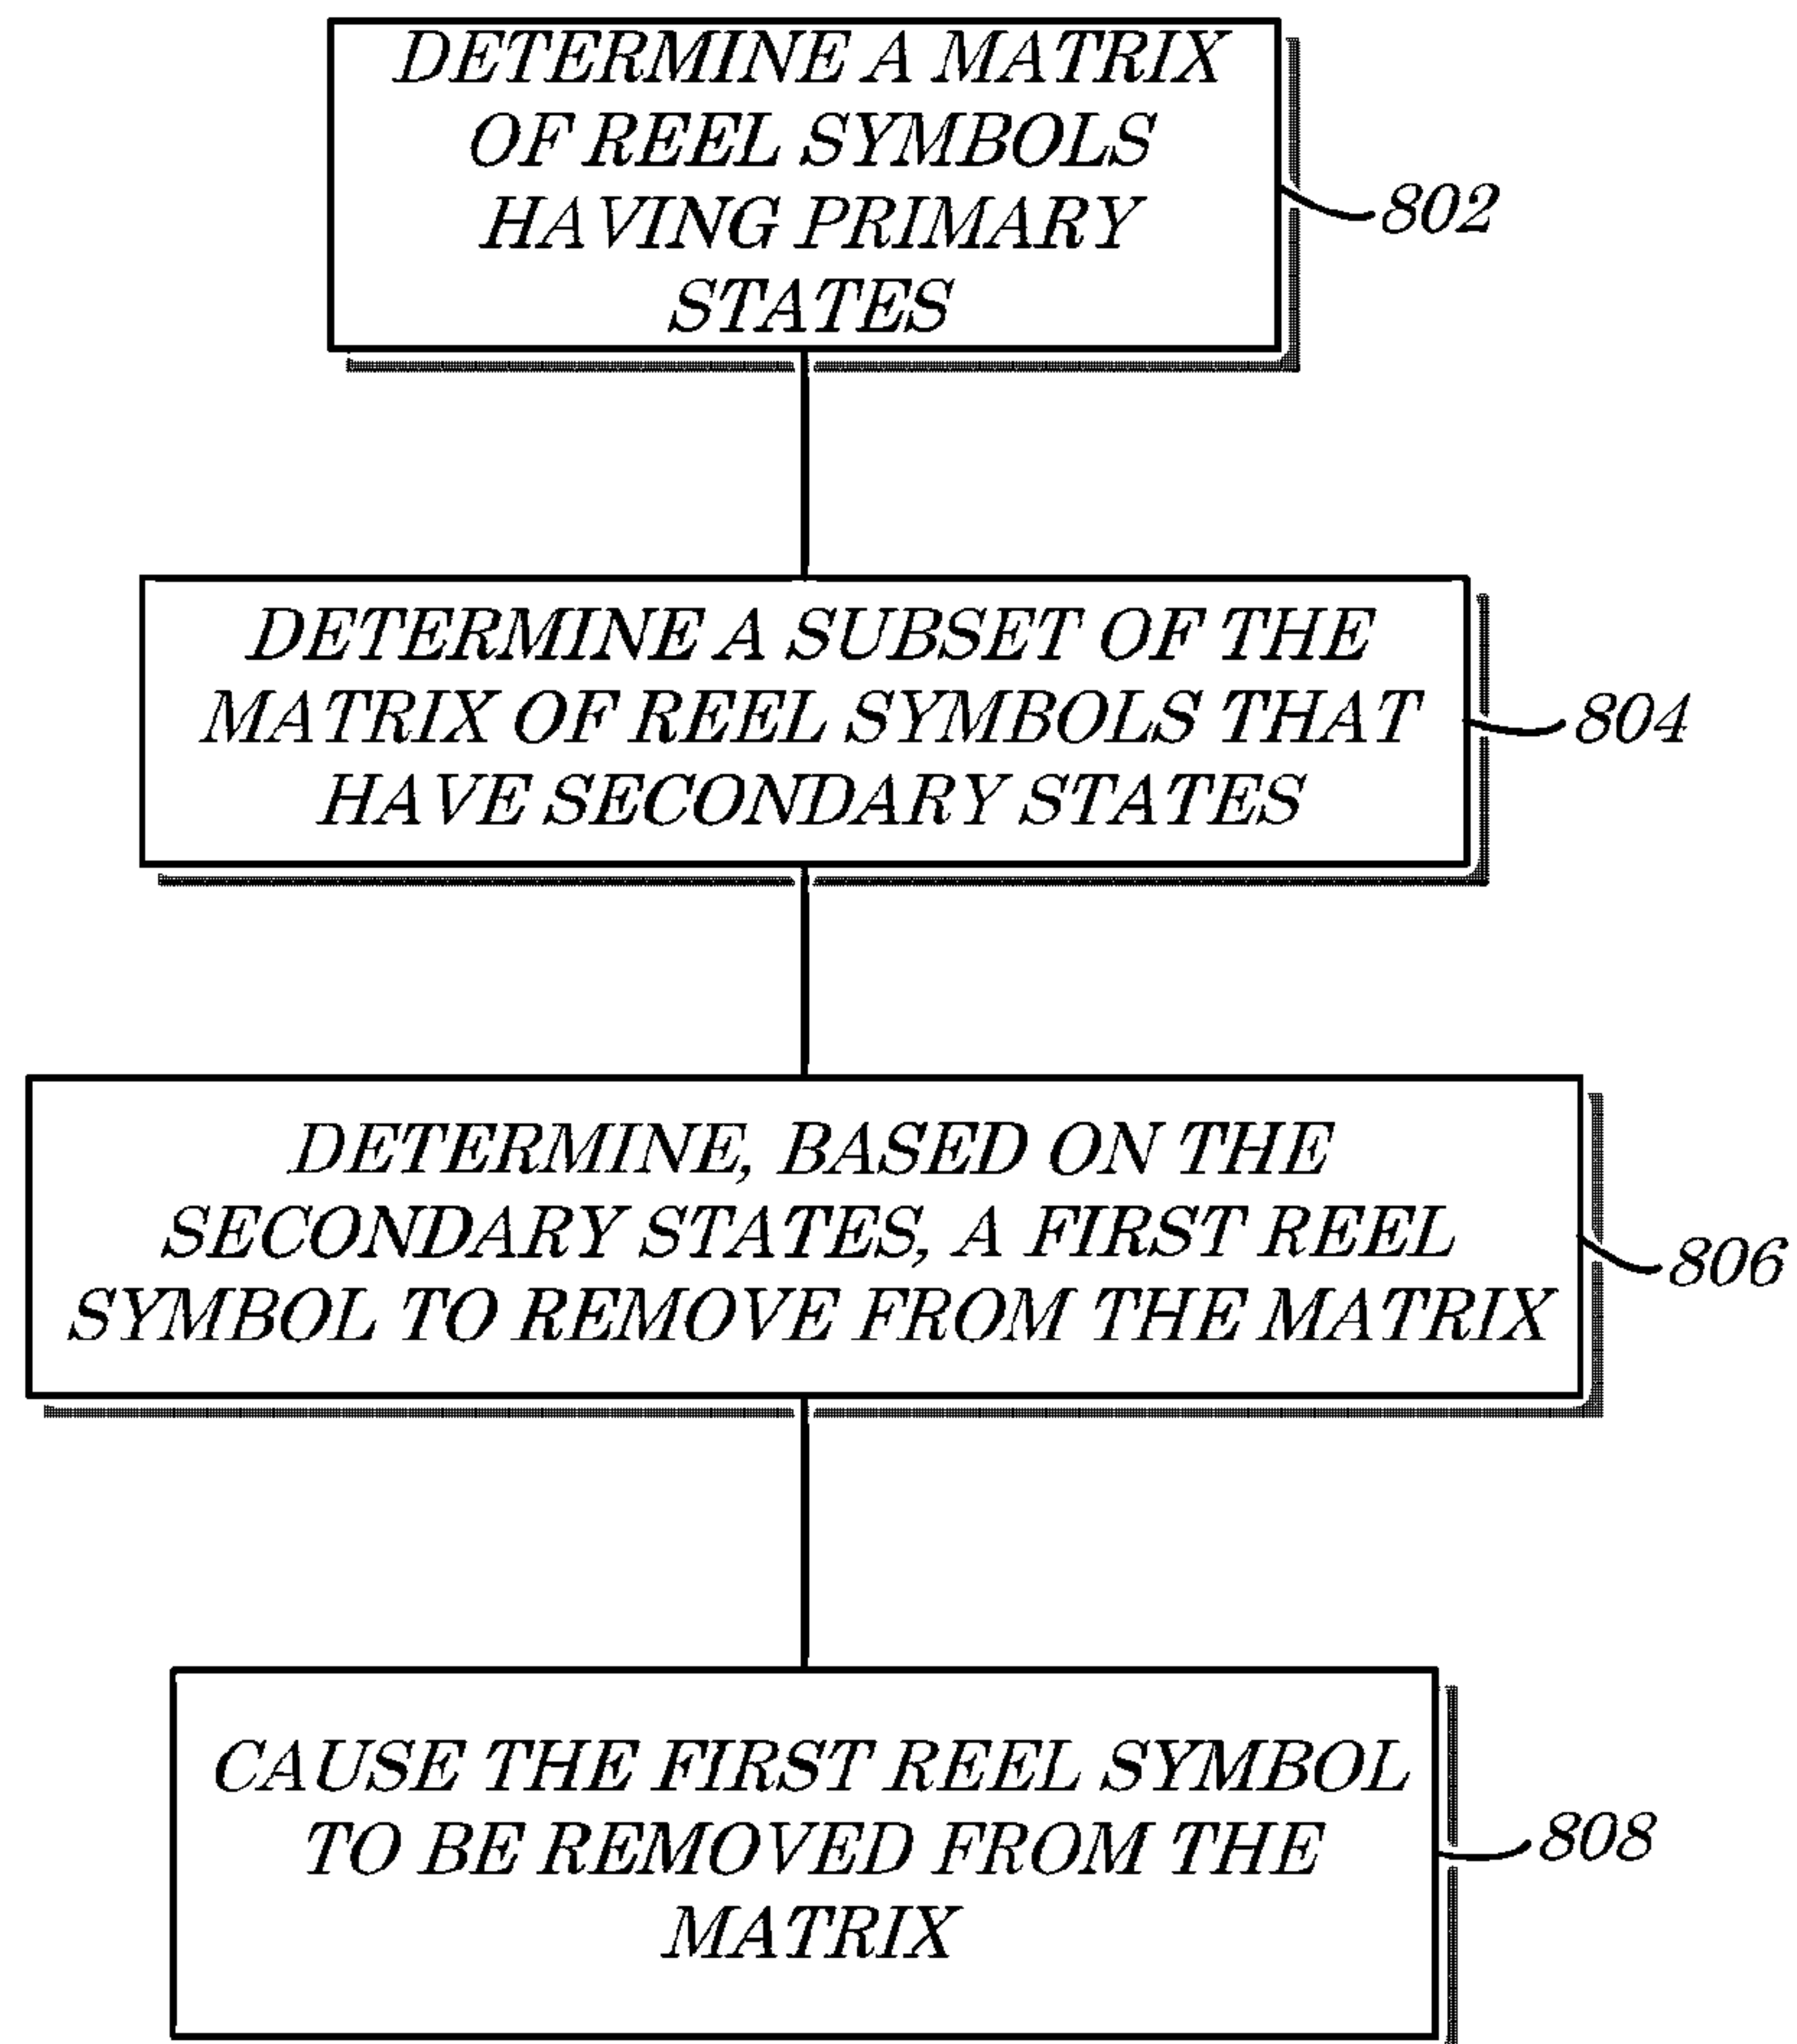 DETERMINE A MATRIX
OF REEL SYMBOLS
HAVING PRIMARY
STATES
802
DETERMINE A SUBSET OF THE
MATRIX OF REEL SYMBOLS THAT
HAVE SECONDARY STATES
804
DETERMINE, BASED ON THE
SECONDARY STATES, A FIRST REEL
SYMBOL TO REMOVE FROM THE MATRIX
806
CAUSE THE FIRST REEL SYMBOL
TO BE REMOVED FROM THE
MATRIX
808